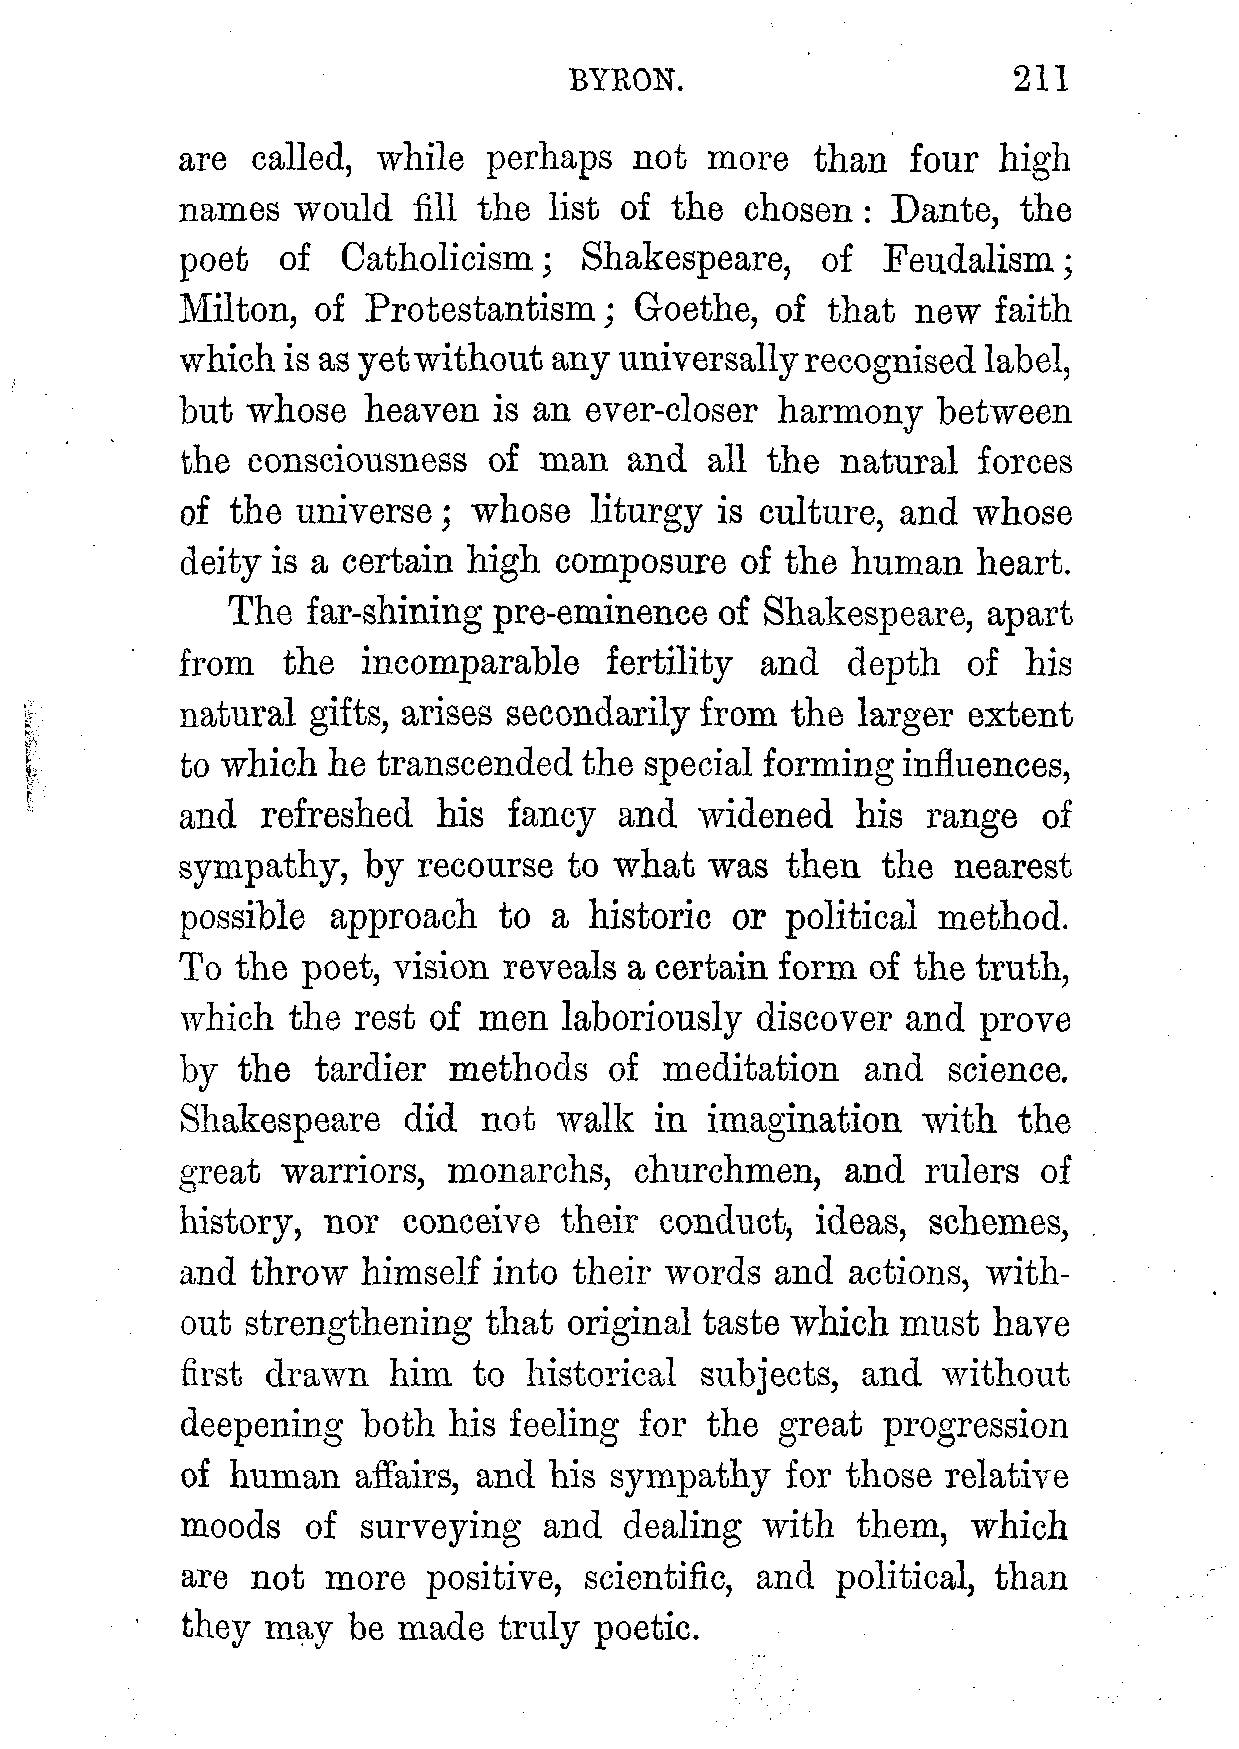 BYRON. 211
are called, while perhaps not more than four high
names would fill the list of the chosen : Dante, the
poet of Catholicism ; Shakespeare, of Feudalism ;
Milton, of Protestantism ; Goethe, of that new faith
which is as yet without any universally recognised label,
but whose heaven is an ever-closer harmony between
the consciousness of man and all the natural forces
of the universe ; whose liturgy is culture, and whose
deity is a certain high composure of the human heart.
The far-shining pre-eminence of Shakespeare, apart
from the incomparable fertility and depth of his
natural gifts, arises secondarily from the larger extent
to which he transcended the special forming influences,
and refreshed his fancy and widened his range of
sympathy, by recourse to what was then the nearest
possible approach to a historic or political method.
To the poet, vision reveals a certain form of the truth,
which the rest of men laboriously discover and prove
by the tardier methods of meditation and science.
Shakespeare did not walk in imagination with the
great warriors, monarchs, churchmen, and rulers of
history, nor conceive their conduct, ideas, schemes,
and throw himself into their words and actions, with-
out strengthening that original taste which must have
first drawn him to historical subjects, and without
deepening both his feeling for the great progression
of human affairs, and his sympathy for those relative
moods of surveying and dealing with them, which
are not more positive, scientific, and political, than
they may be made truly poetic.